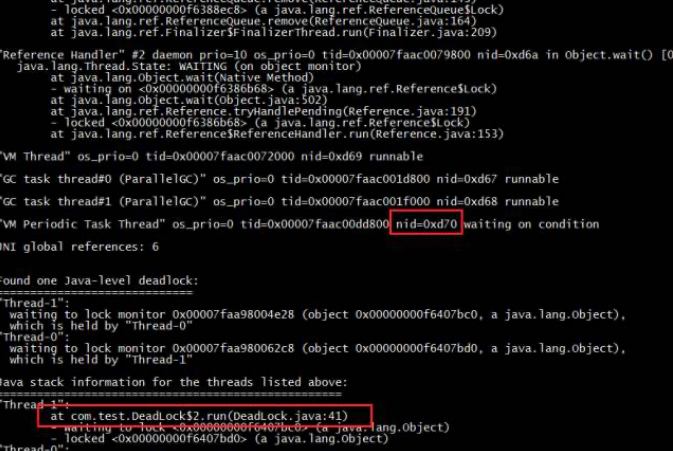 at java.lang.ref.ReferenceQueue.remove(ReferenceQueue.java:143)
- locked <0x00000000f6388ec8> (a java.lang.ref.ReferenceQueue$Lock)
at java.lang.ref.ReferenceQueue.remove(ReferenceQueue.java:164)
at java.lang.ref.Finalizer$FinalizerThread.run(Finalizer.java:209)
"Reference Handler" #2 daemon prio=10 os_prio=0 tid=0x00007faac0079800 nid=0xd6a in Object.wait() [0
java.lang.Thread.State: WAITING (on object monitor)
at java.lang.Object.wait(Native Method)
- waiting on <0x00000000f6386b68> (a java.lang.ref.Reference$Lock)
at java.lang.Object.wait(Object.java:502)
at java.lang.ref.Reference.tryHandlePending(Reference.java:191)
- locked <0x00000000f6386b68> (a java.lang.ref.Reference$Lock)
at java.lang.ref.Reference$ReferenceHandler.run(Reference.java:153)
"VM Thread" os_prio=0 tid=0x00007faac0072000 nid=0xd69 runnable
"GC task thread#0 (ParallelGC)" os_prio=0 tid=0x00007faac001d800 nid=0xd67 runnable
"GC task thread#1 (ParallelGC)" os_prio=0 tid=0x00007faac001f000 nid=0xd68 runnable
"VM Periodic Task Thread" os_prio=0 tid=0x00007faac00dd800 nid=0xd70 waiting on condition
JNI global references: 6
Found one Java-level deadlock:
=============================
"Thread-1":
waiting to lock monitor 0x00007faa98004e28 (object 0x00000000f6407bc0, a java.lang.Object),
which is held by "Thread-0"
"Thread-0":
waiting to lock monitor 0x00007faa980062c8 (object 0x00000000f6407bd0, a java.lang.Object),
which is held by "Thread-1"
Java stack information for the threads listed above:
===================================================
"Thread-1":
at com.test.DeadLock$2.run(DeadLock.java:41)
- waiting to lock <0x00000000f6407bc0> (a java.lang.Object)
- locked <0x00000000f6407bd0> (a java.lang.Object)
"Thread-0":